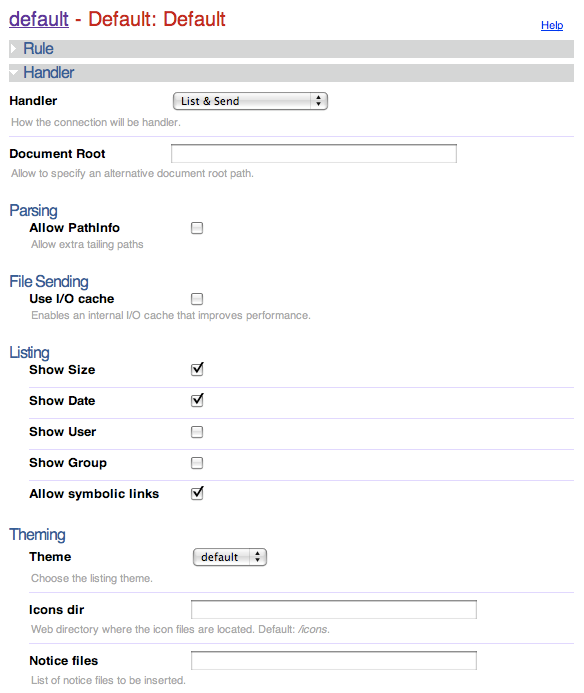 default - Default: Default
Help
Rule
Handler
Handler
List & Send
How the connection will be handler.
Document Root
Allow to specify an alternative document root path.
Parsing
Allow PathInfo
Allow extra tailing paths
File Sending
Use I/O cache
Enables an internal I/O cache that improves performance.
Listing
Show Size
Show Date
Show User
Show Group
Allow symbolic links
Theming
Theme
default
Choose the listing theme.
Icons dir
Web directory where the icon files are located. Default: /icons.
Notice files
List of notice files to be inserted.